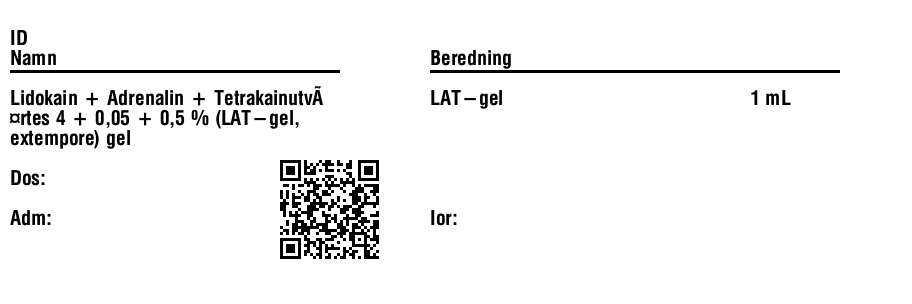 ID
Namn
Beredning
Lidokain + Adrenalin + TetrakainutvÃ
¤rtes 4 + 0,05 + 0,5 % (LAT–gel,
extempore) gel
LAT–gel 1 mL
Dos:
Adm:
Ior: